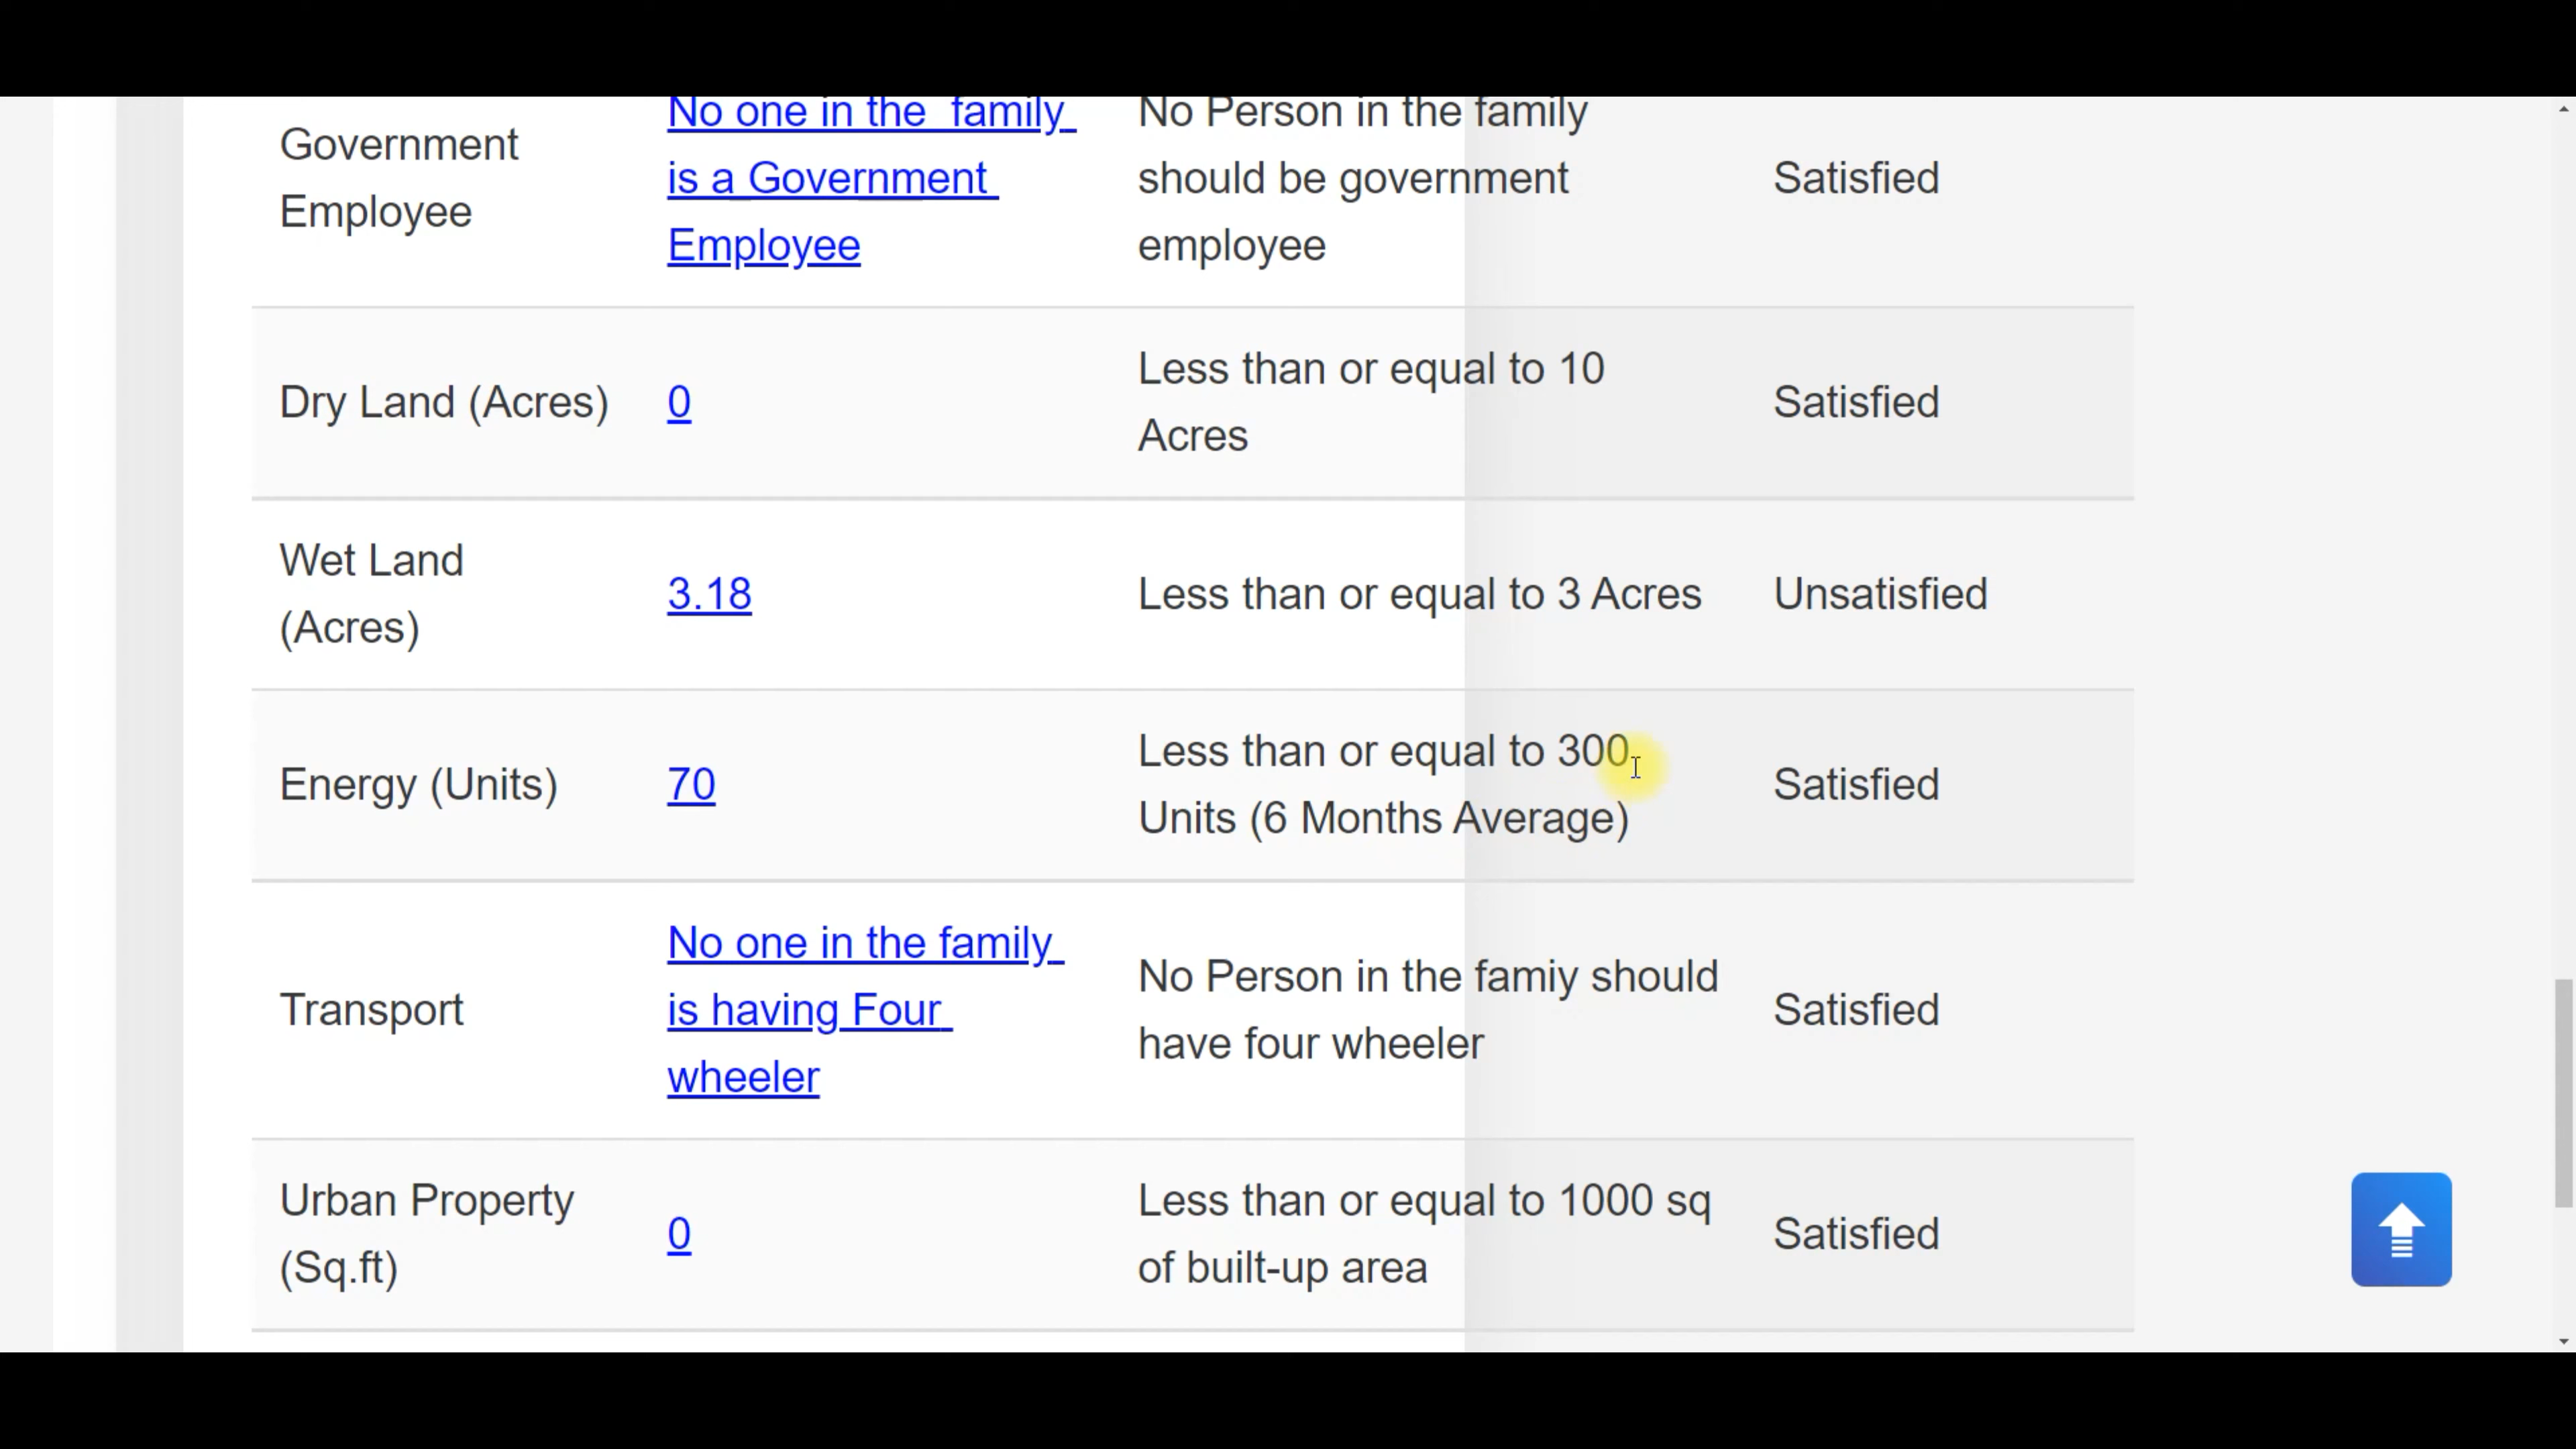 Government
Employee
No one in the  family
is a Government
Employee
No Person in the family
should be government
employee
Satisfied
Dry Land (Acres)
0
Less than or equal to 10
Acres
Satisfied
Wet Land
(Acres)
3.18
Less than or equal to 3 Acres
Unsatisfied
Energy (Units)
70
Less than or equal to 300
Units (6 Months Average)
Satisfied
Transport
No one in the family
is having Four
wheeler
No Person in the famiy should
have four wheeler
Satisfied
Urban Property
(Sq.ft)
0
Less than or equal to 1000 sq
of built-up area
Satisfied